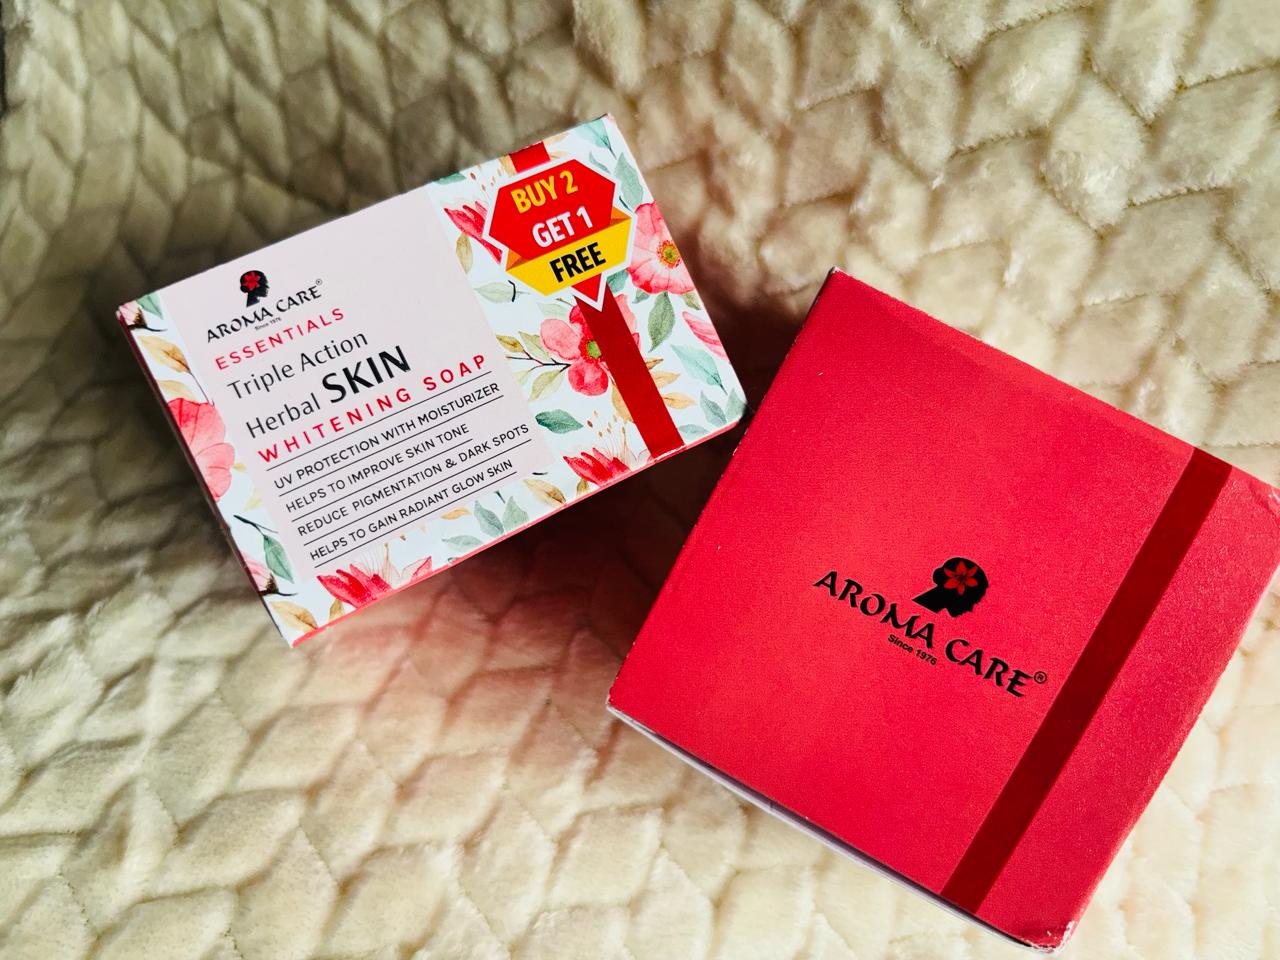 AROMA CARE®
Since 1976
ESSENTIALS
Triple Action
Herbal SKIN
WHITENING SOAP
UV PROTECTION WITH MOISTURIZER
HELPS TO IMPROVE SKIN TONE
REDUCE PIGMENTATION & DARK SPOTS
HELPS TO GAIN RADIANT GLOW SKIN
BUY 2
GET 1
FREE
AROMA CARE®
Since 1976